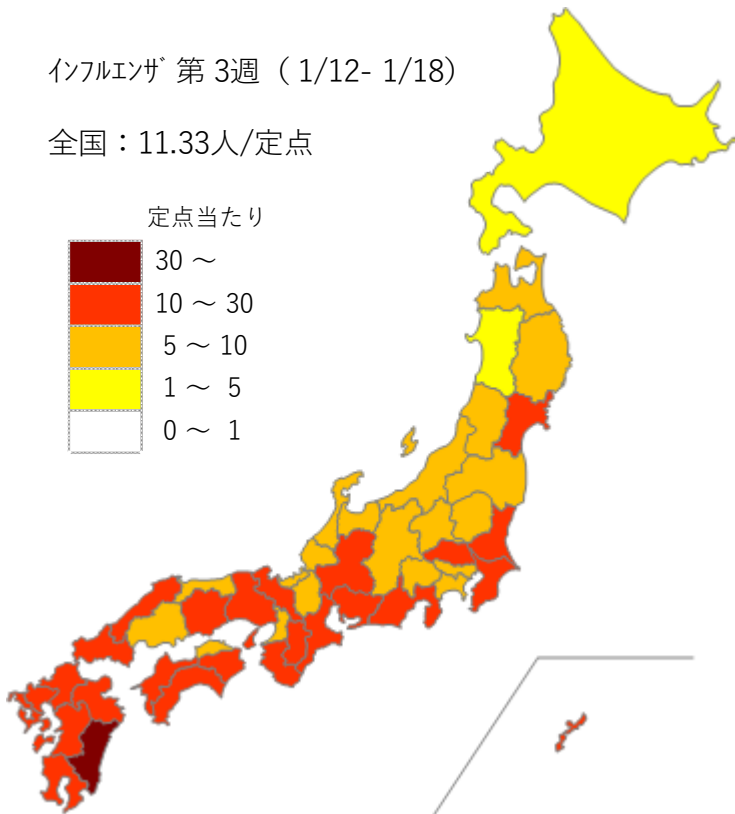 ｲﾝﾌﾙｴﾝｻﾞ 第 3週 （ 1/12- 1/18）
全国：11.33人/定点
定点当たり
30 ～
10 ～ 30
5 ～ 10
1 ～ 5
0 ～ 1